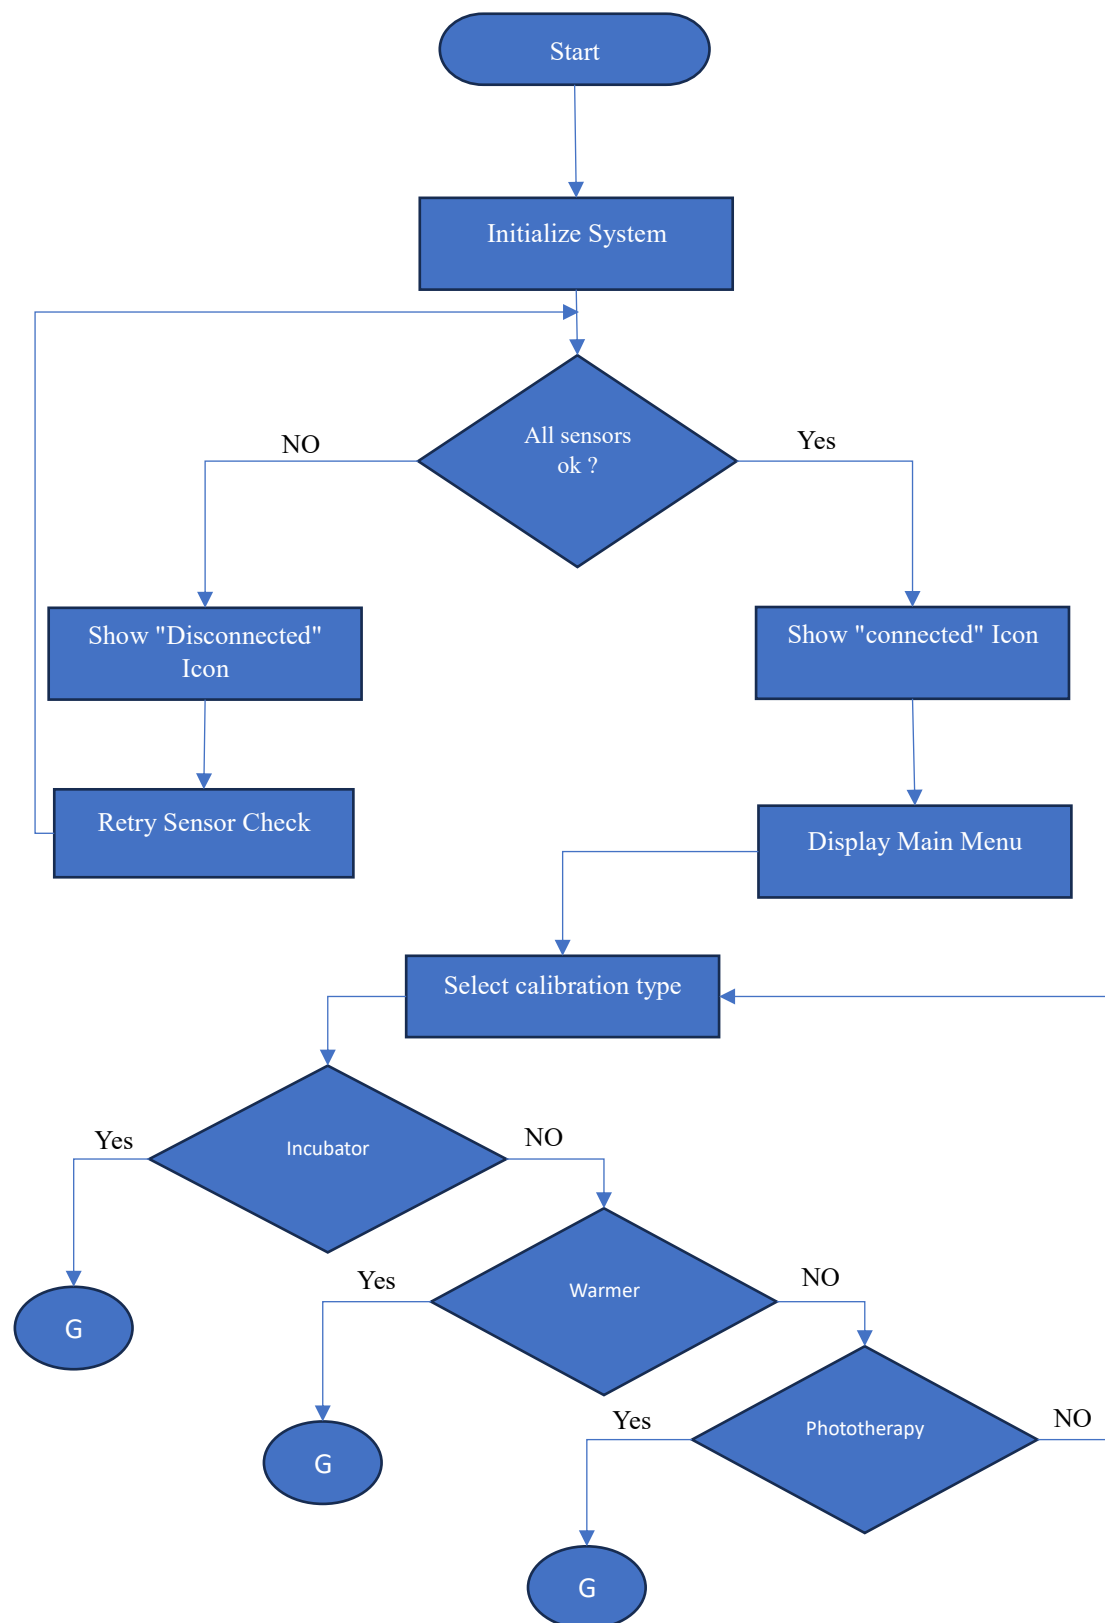 Start
Initialize System
All sensors
ok ?
NO
Yes
Show "Disconnected"
Icon
Show "connected" Icon
Retry Sensor Check
Display Main Menu
Select calibration type
Incubator
Yes
NO
G
Warmer
Yes
NO
G
Phototherapy
Yes
NO
G